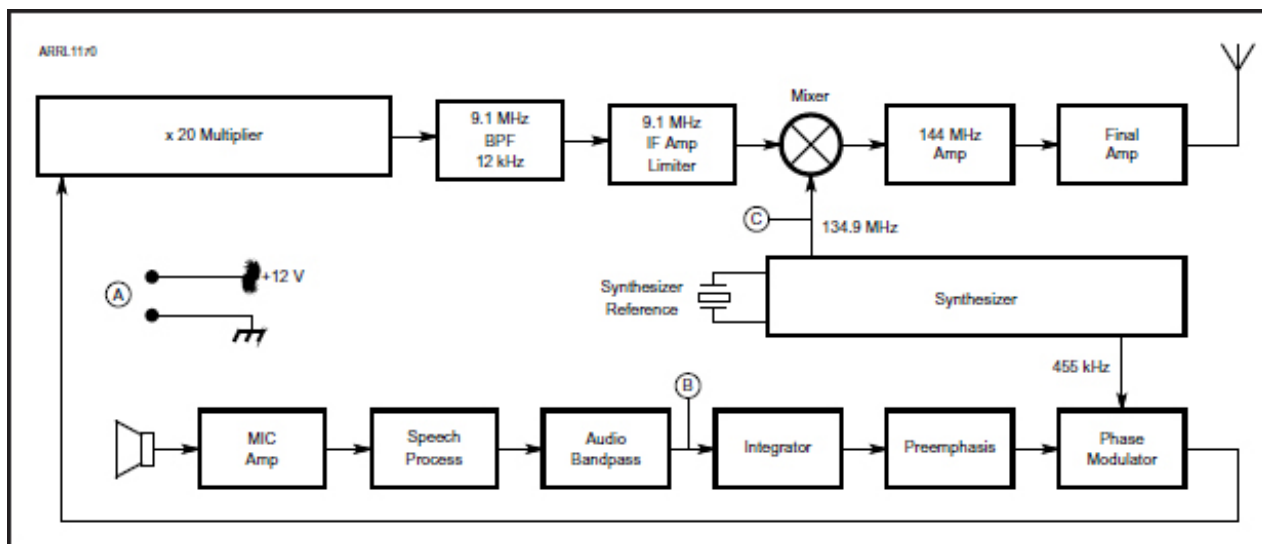 ARRL1170
x 20 Multiplier
9.1 MHz
BPF
12 kHz
9.1 MHz
IF Amp
Limiter
Mixer
144 MHz
Amp
Final
Amp
C
134.9 MHz
A
+12 V
Synthesizer
Reference
Synthesizer
455 kHz
B
MIC
Amp
Speech
Process
Audio
Bandpass
Integrator
Preemphasis
Phase
Modulator